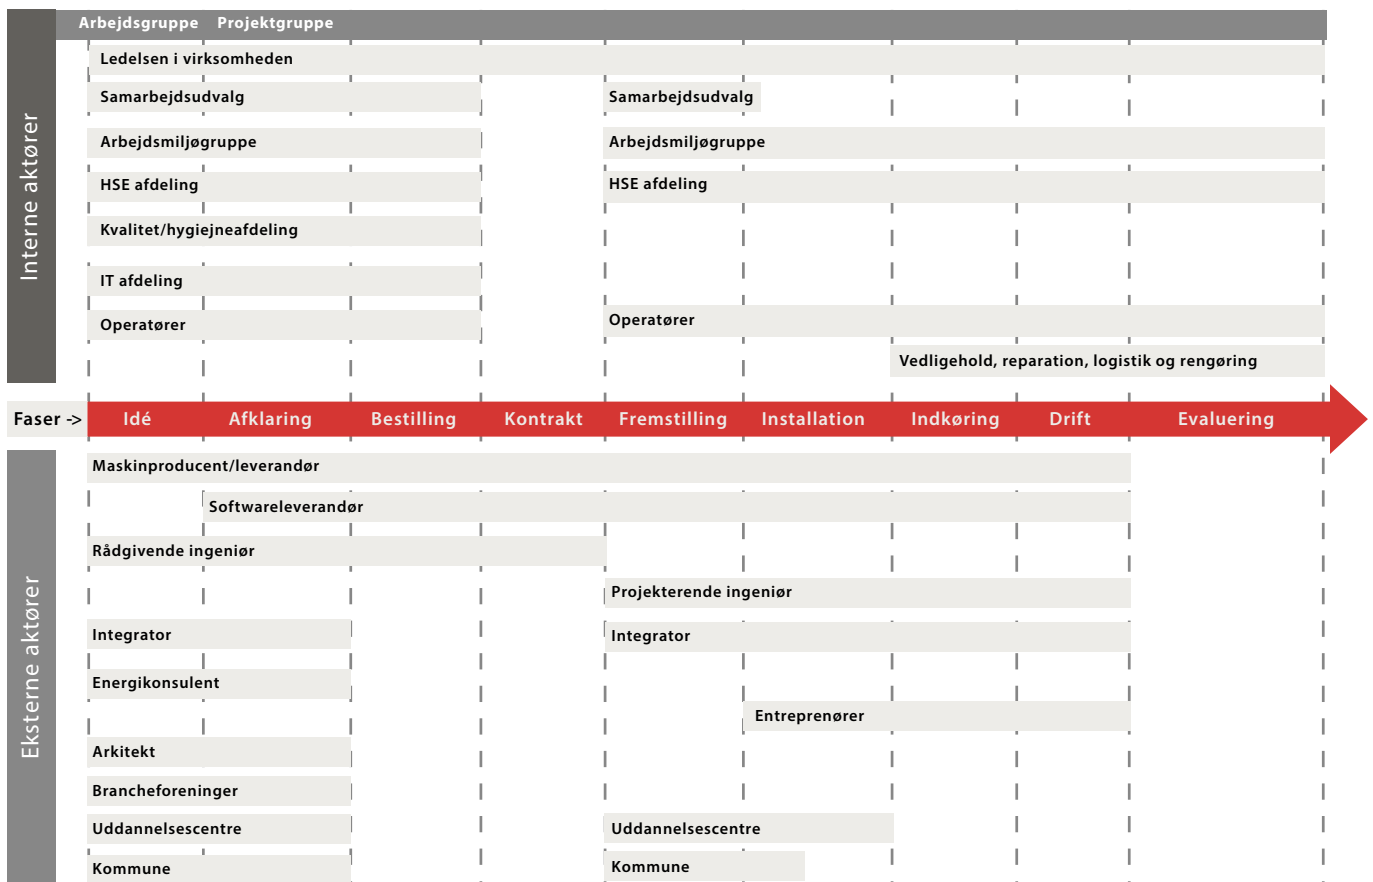 Arbejdsgruppe Projektgruppe
Interne aktører
Ledelsen i virksomheden
Samarbejdsudvalg Samarbejdsudvalg
Arbejdsmiljøgruppe Arbejdsmiljøgruppe
HSE afdeling HSE afdeling
Kvalitet/hygiejneafdeling
IT afdeling
Operatører Operatører
Vedligehold, reparation, logistik og rengøring
Faser -> Idé Afklaring Bestilling Kontrakt Fremstilling Installation Indkøring Drift Evaluering
Eksterne aktører
Maskinproducent/leverandør
Softwareleverandør
Rådgivende ingeniør
Projekterende ingeniør
Integrator Integrator
Energikonsulent
Entreprenører
Arkitekt
Brancheforeninger
Uddannelsescentre Uddannelsescentre
Kommune Kommune